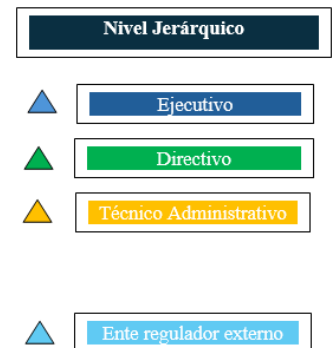 Nivel Jerárquico
Ejecutivo
Directivo
Técnico Administrativo
Ente regulador externo